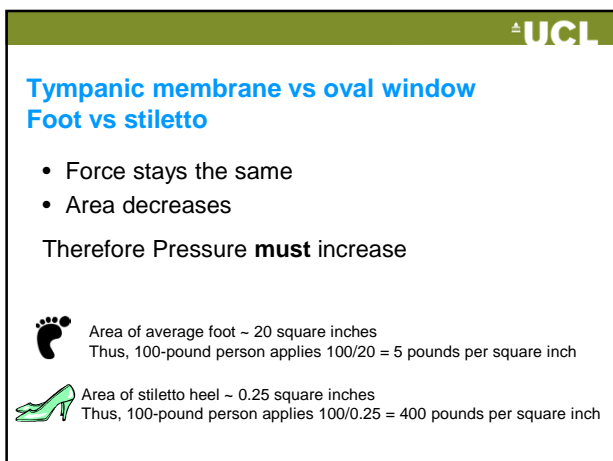 UCL
Tympanic membrane vs oval window
Foot vs stiletto
• Force stays the same
• Area decreases
Therefore Pressure must increase
Area of average foot ~ 20 square inches
Thus, 100-pound person applies 100/20 = 5 pounds per square inch
Area of stiletto heel ~ 0.25 square inches
Thus, 100-pound person applies 100/0.25 = 400 pounds per square inch